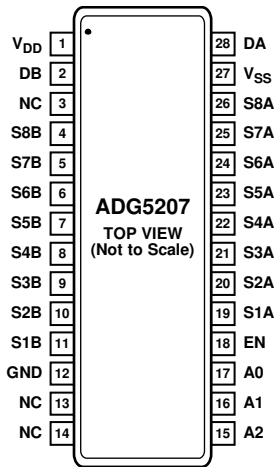 V_DD 1 28 DA
DB 2 27 V_SS
NC 3 26 S8A
S8B 4 25 S7A
S7B 5 24 S6A
S6B 6 23 S5A
S5B 7 22 S4A
S4B 8 21 S3A
S3B 9 20 S2A
S2B 10 19 S1A
S1B 11 18 EN
GND 12 17 A0
NC 13 16 A1
NC 14 15 A2
ADG5207
TOP VIEW
(Not to Scale)